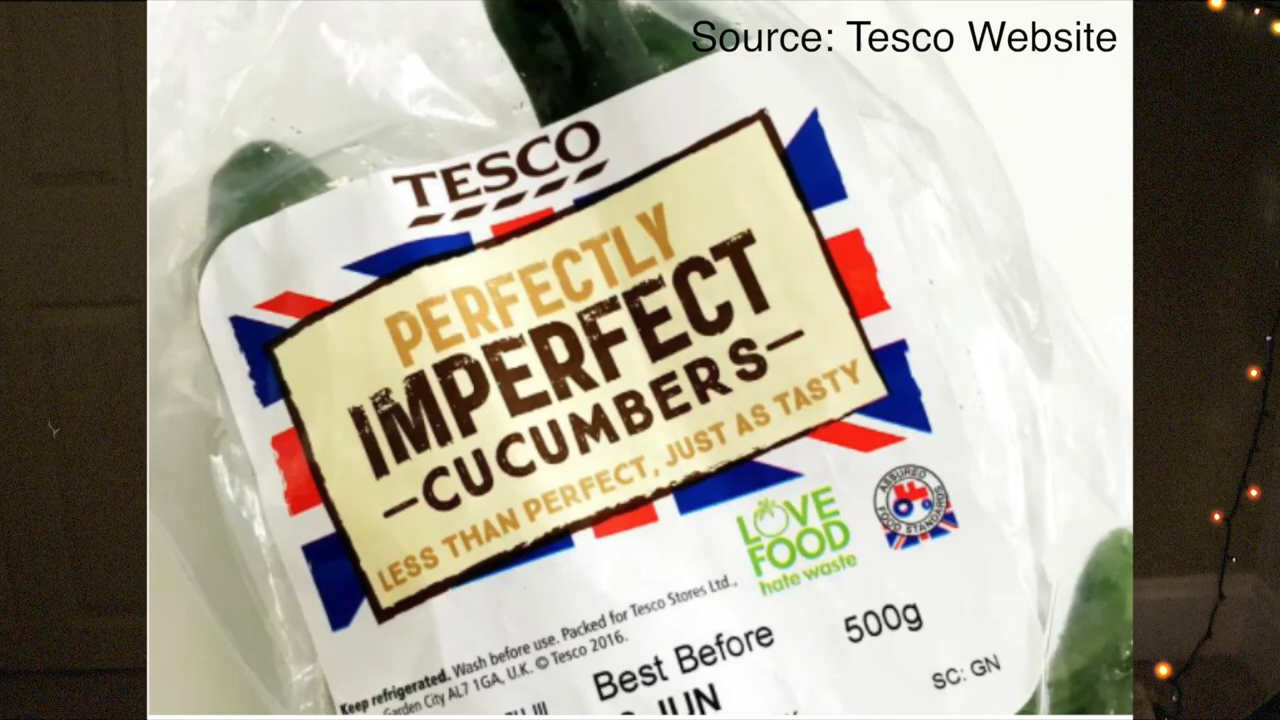 Source: Tesco Website
TESCO
PERFECTLY
IMPERFECT
CUCUMBERS
LESS THAN PERFECT, JUST AS TASTY
LOVE
FOOD
hate waste
ASSURED
FOOD STANDARDS
Keep refrigerated. Wash before use. Packed for Tesco Stores Ltd.,
Garden City AL7 1GA, U.K. © Tesco 2016.
Best Before
500g
JUN
SC: GN